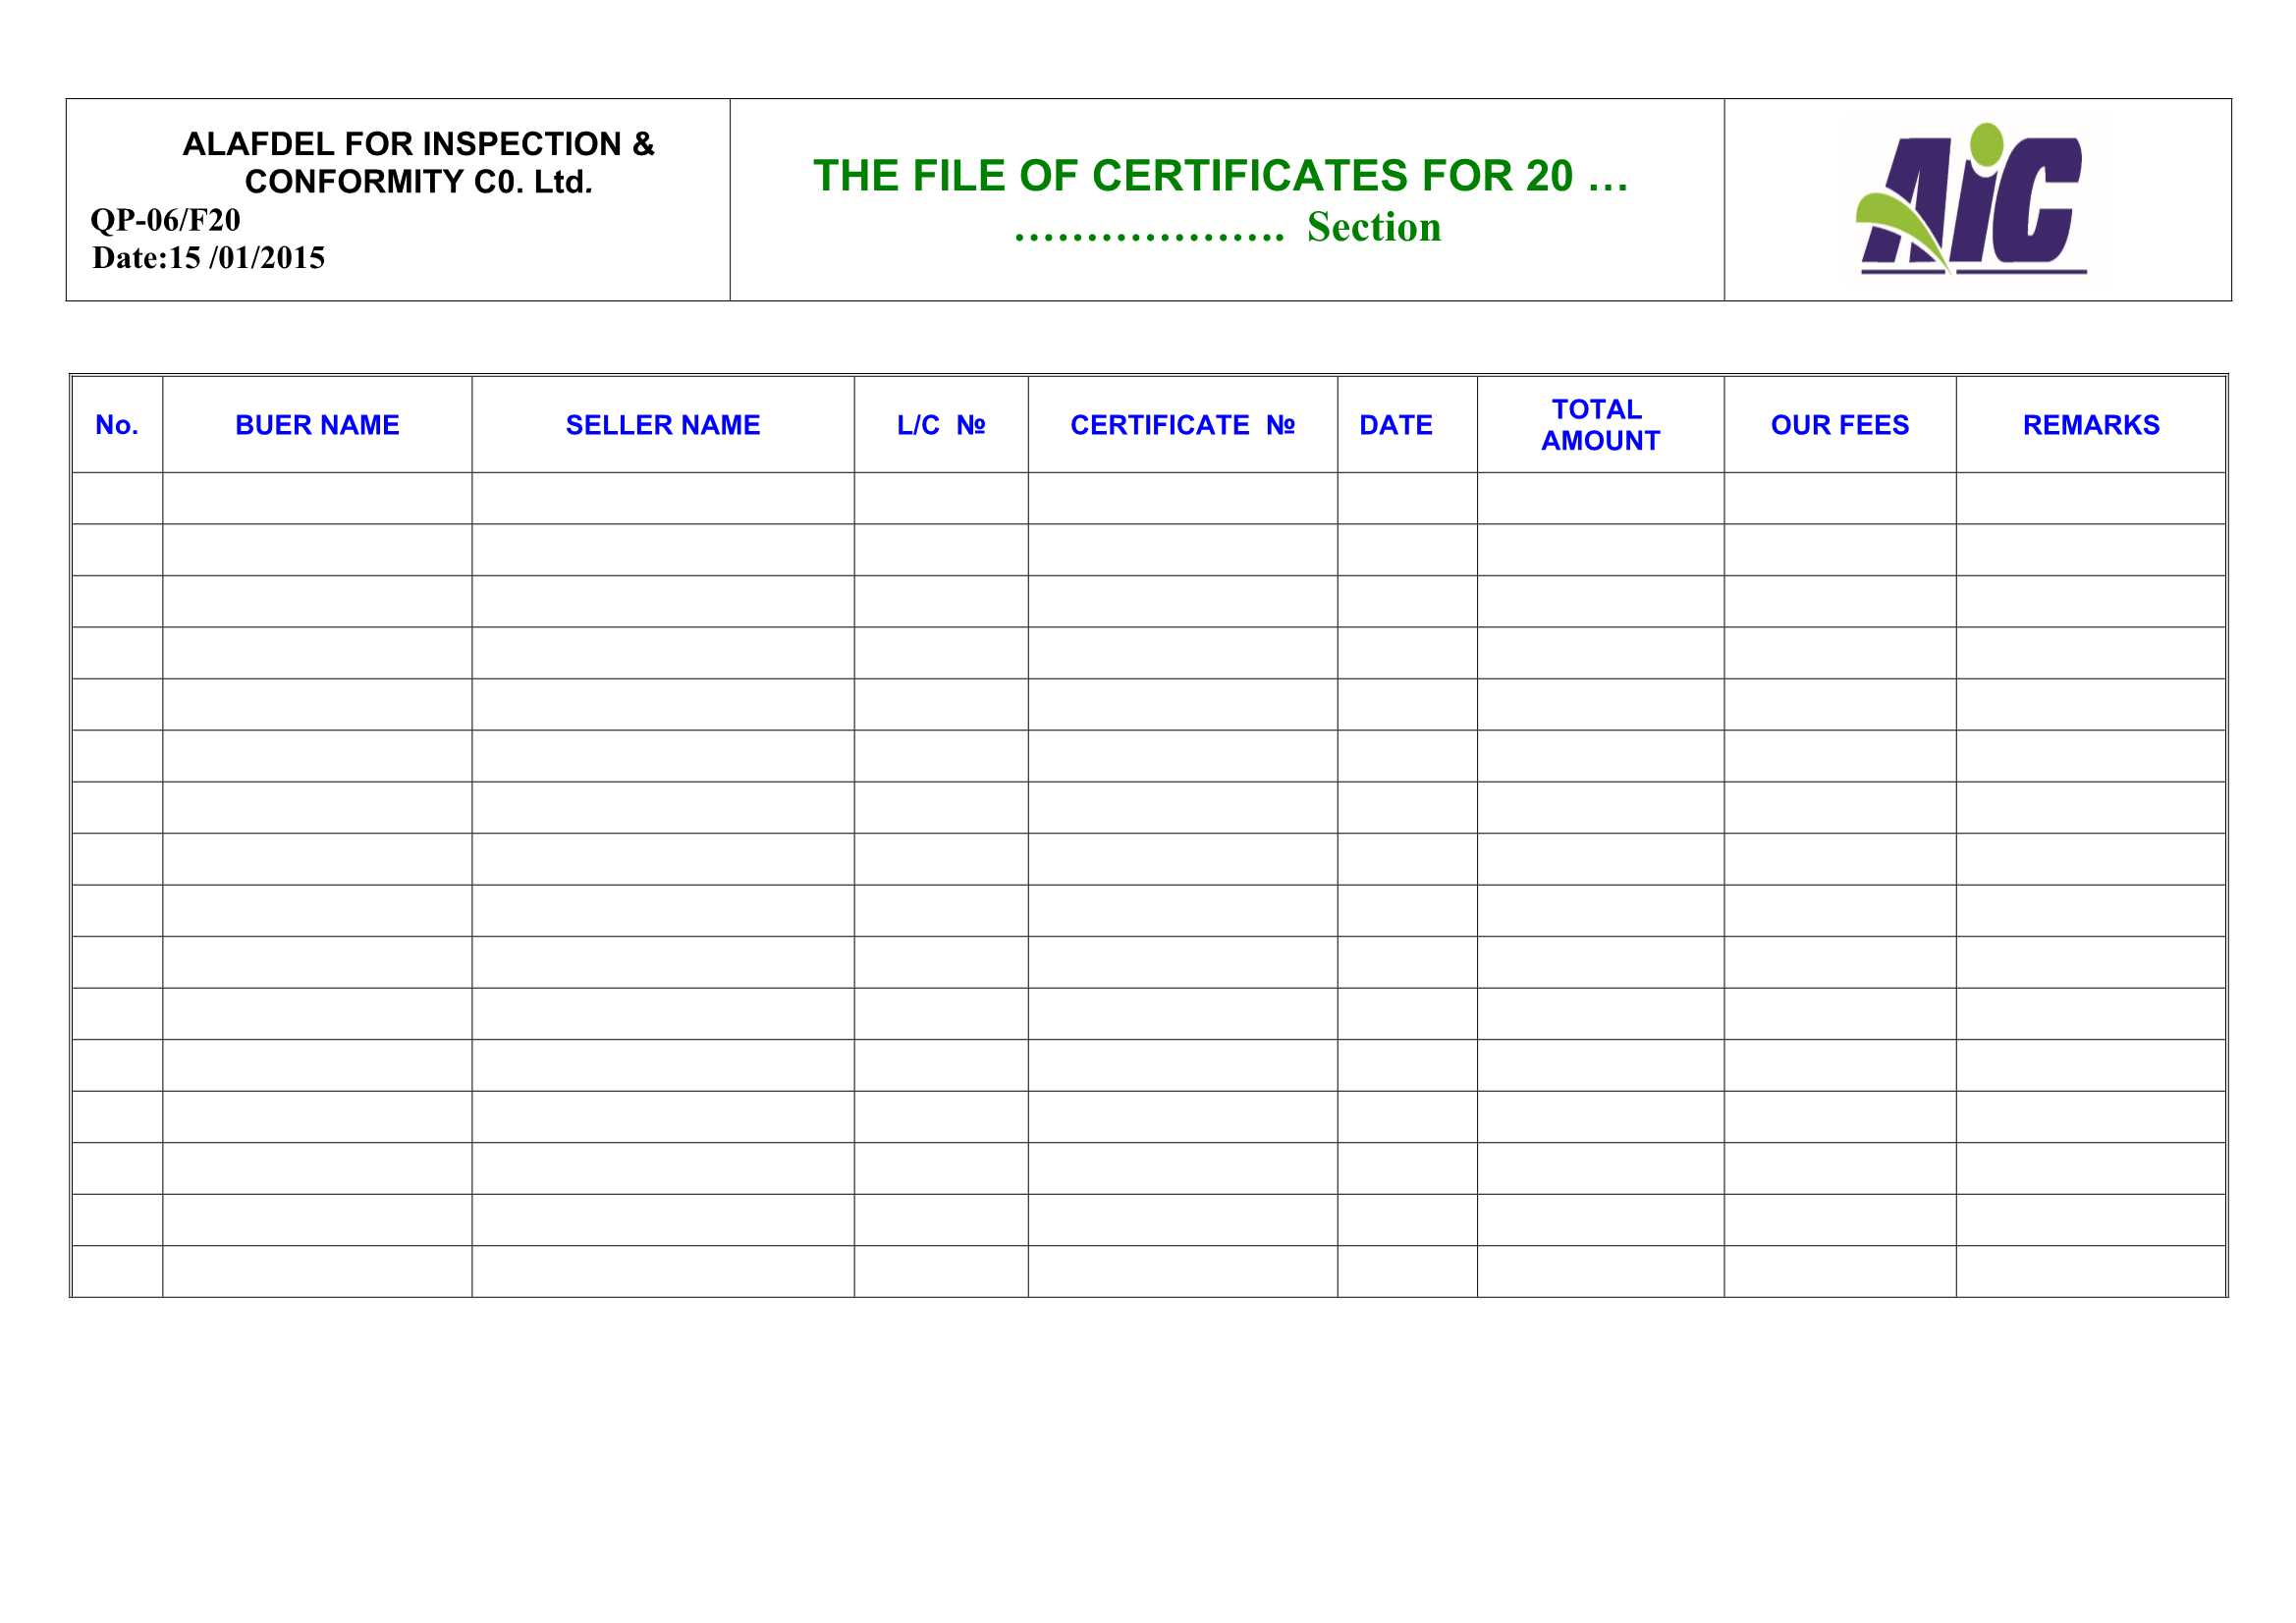 ALAFDEL FOR INSPECTION &
CONFORMITY C0. Ltd.
QP-06/F20
Date:15 /01/2015
THE FILE OF CERTIFICATES FOR 20 …
………………. Section
AiC
No.
BUER NAME
SELLER NAME
L/C №
CERTIFICATE №
DATE
TOTAL
AMOUNT
OUR FEES
REMARKS